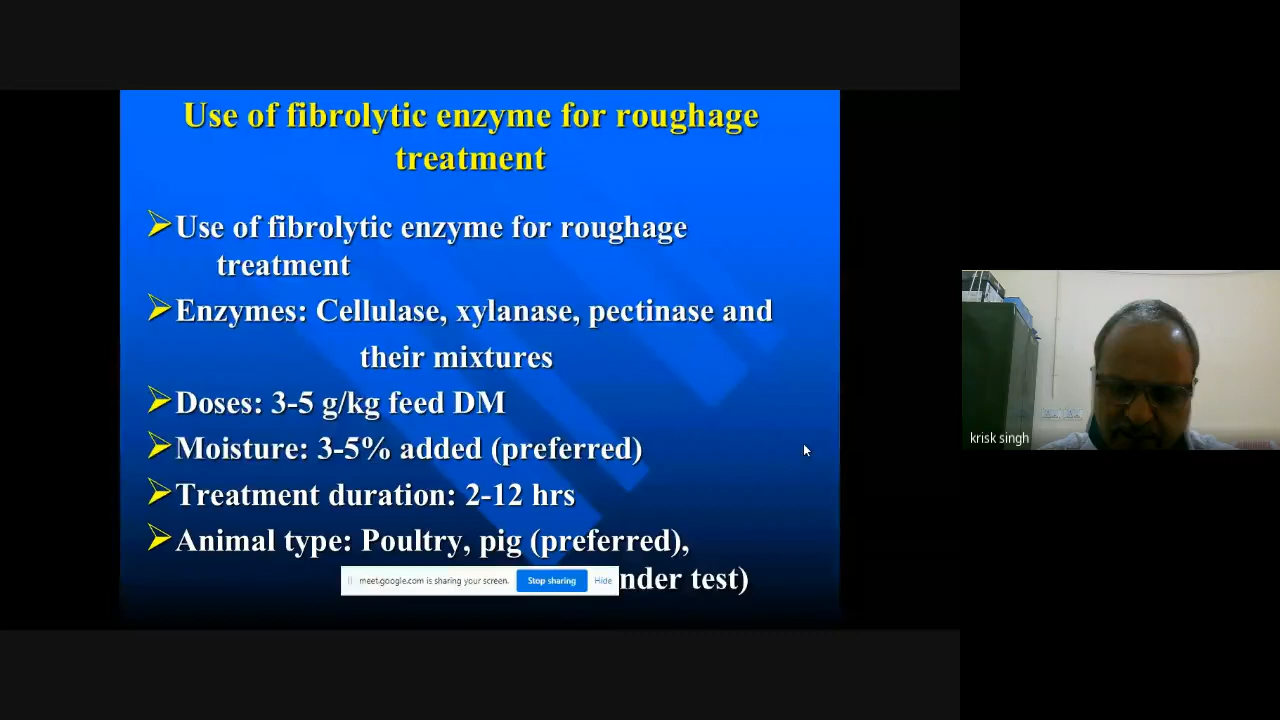 Use of fibrolytic enzyme for roughage
treatment
Use of fibrolytic enzyme for roughage
treatment
Enzymes: Cellulase, xylanase, pectinase and
their mixtures
Doses: 3-5 g/kg feed DM
Moisture: 3-5% added (preferred)
Treatment duration: 2-12 hrs
Animal type: Poultry, pig (preferred),
test)
meet.google.com is sharing your screen. Stop sharing Hide
krisk singh